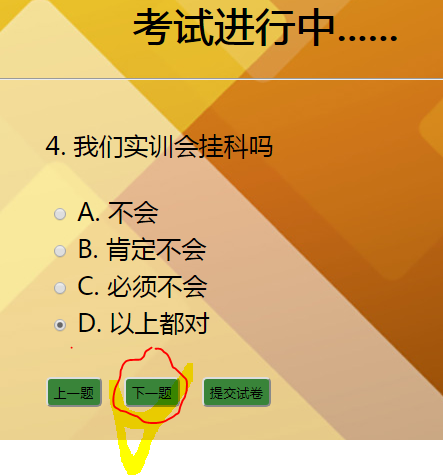 考试进行中......
4. 我们实训会挂科吗
A. 不会
B. 肯定不会
C. 必须不会
D. 以上都对
上一题 下一题 提交试卷